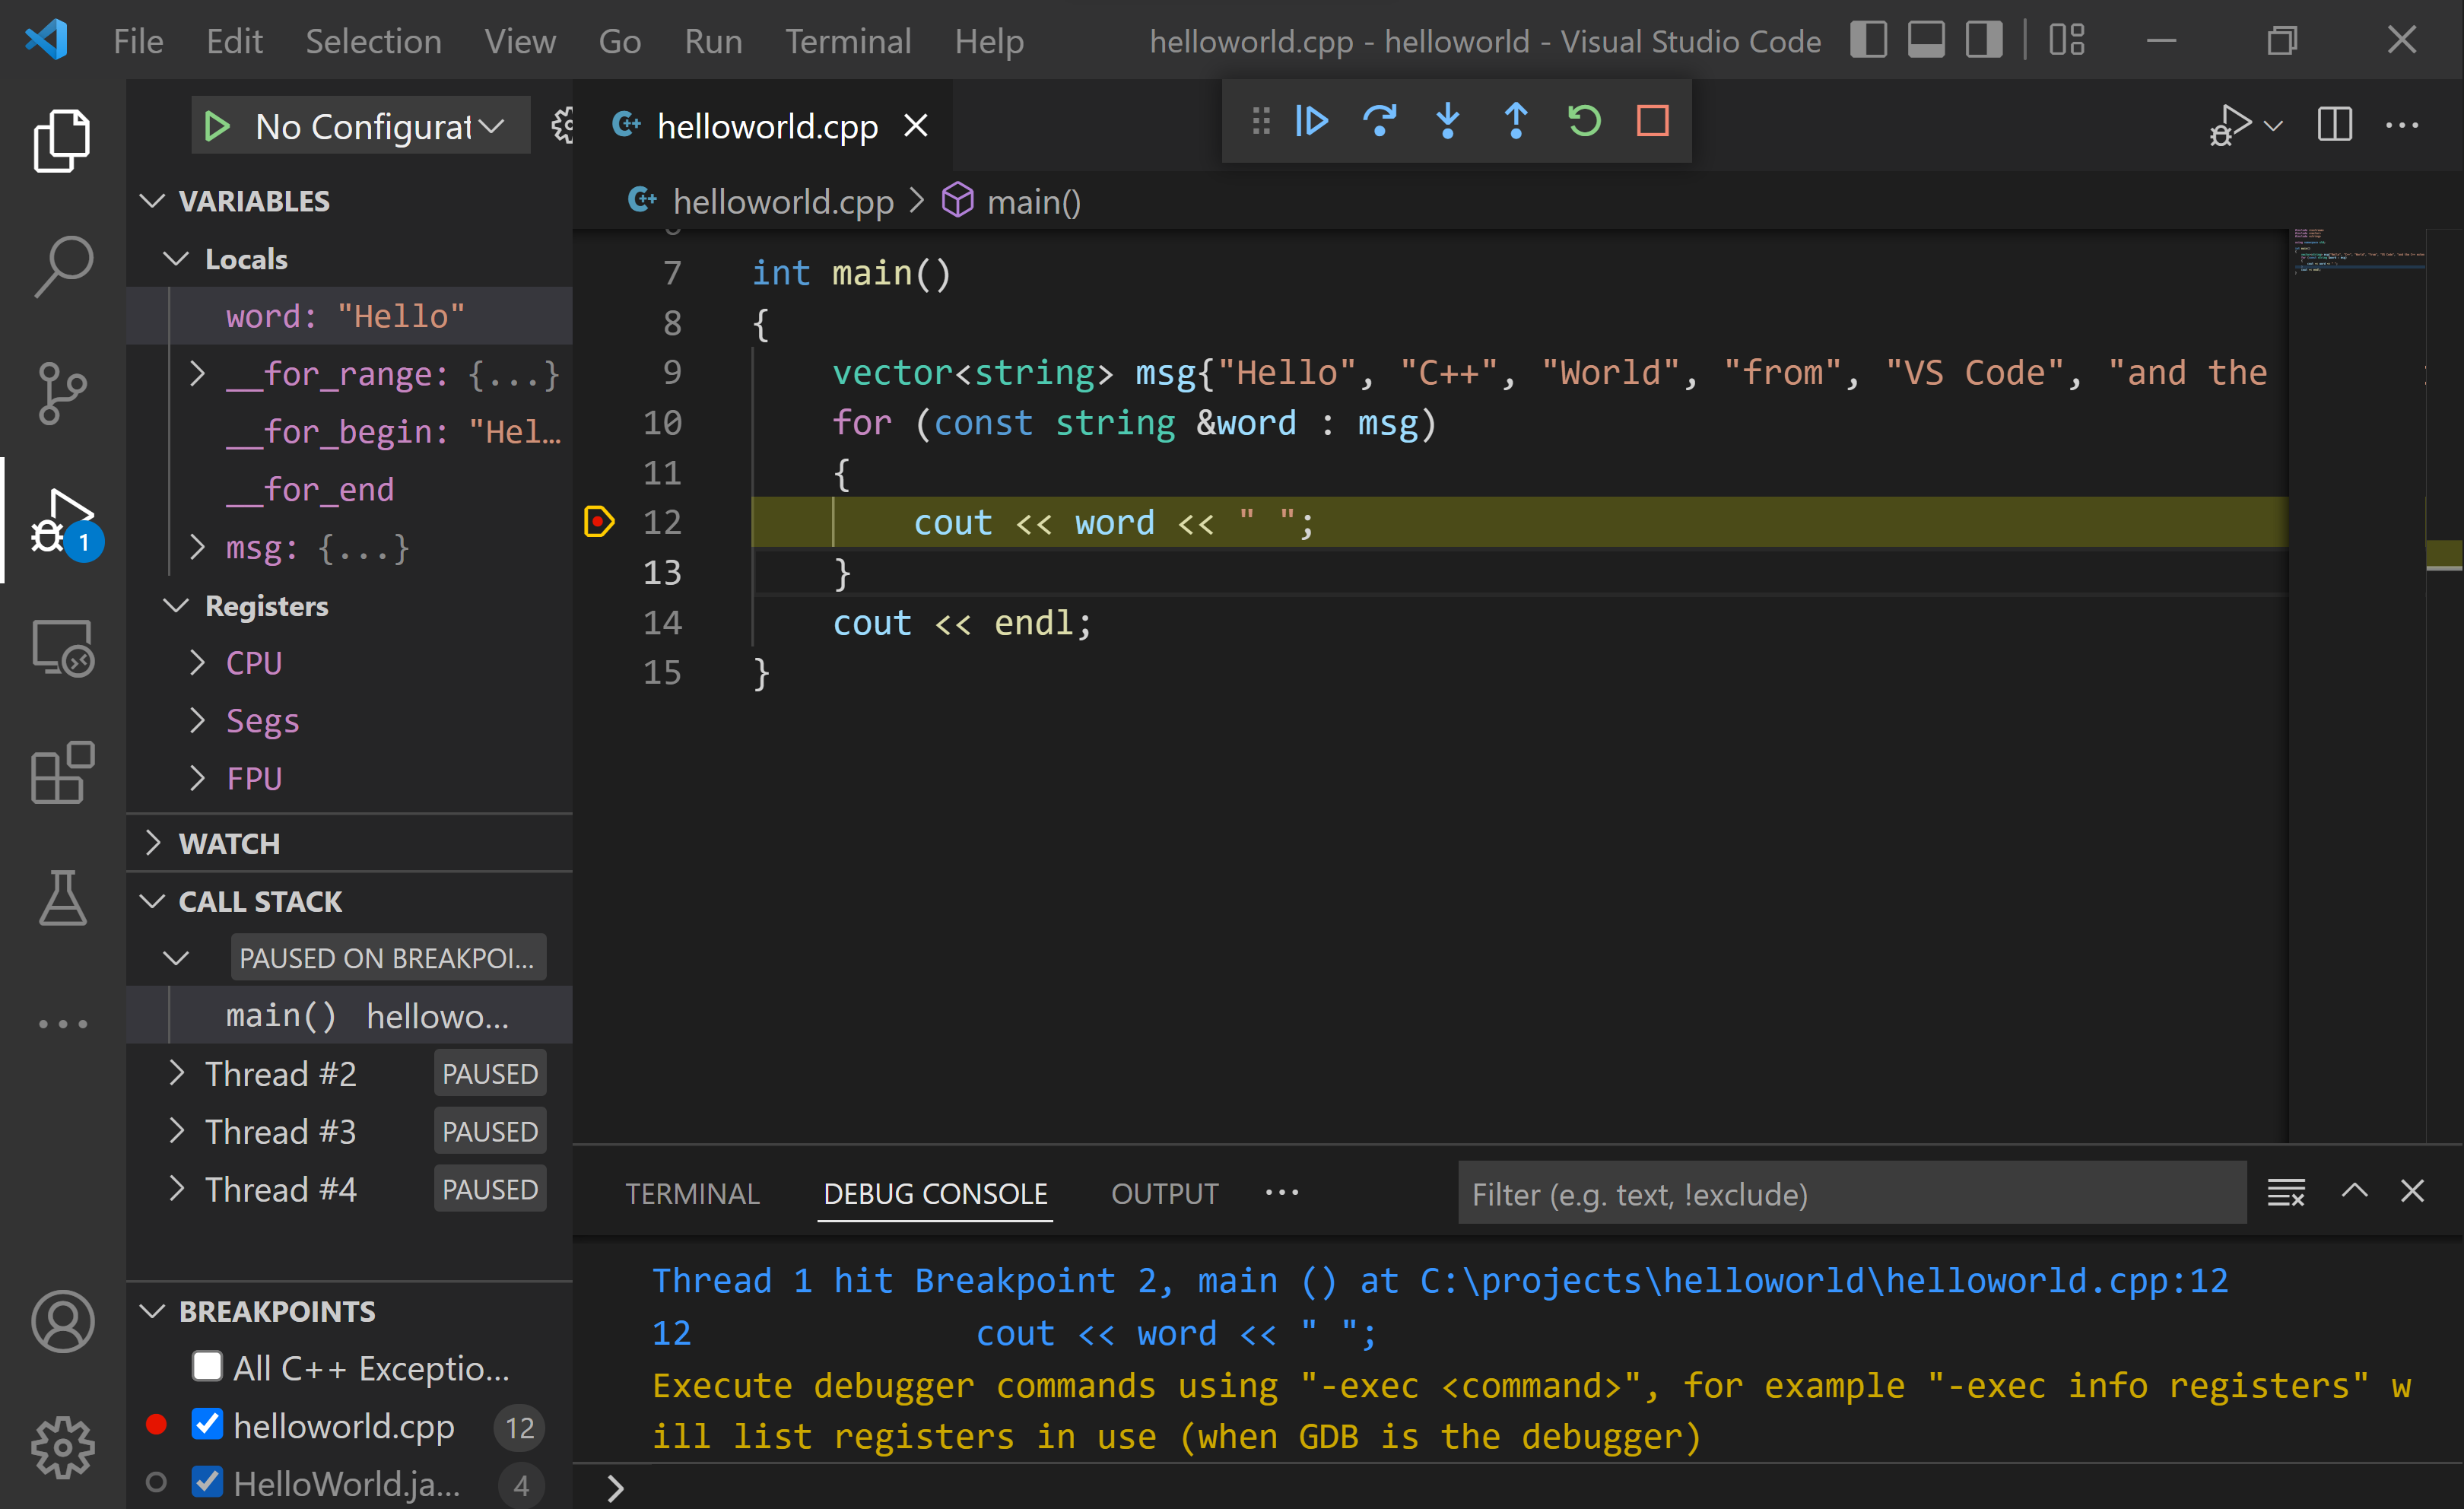 File Edit Selection View Go Run Terminal Help helloworld.cpp - helloworld - Visual Studio Code
No Configurat
helloworld.cpp
VARIABLES
Locals
word: "Hello"
__for_range: {...}
__for_begin: "Hel...
__for_end
msg: {...}
Registers
CPU
Segs
FPU
WATCH
CALL STACK
PAUSED ON BREAKPOI...
main() hellowo...
Thread #2 PAUSED
Thread #3 PAUSED
Thread #4 PAUSED
BREAKPOINTS
All C++ Exceptio...
helloworld.cpp 12
HelloWorld.ja... 4
1
helloworld.cpp > main()
7 int main()
8 {
9 vector<string> msg{"Hello", "C++", "World", "from", "VS Code", "and the
10 for (const string &word : msg)
11 {
12 cout << word << " ";
13 }
14 cout << endl;
15 }
TERMINAL DEBUG CONSOLE OUTPUT ... Filter (e.g. text, !exclude)
Thread 1 hit Breakpoint 2, main () at C:\projects\helloworld\helloworld.cpp:12
12 cout << word << " ";
Execute debugger commands using "-exec <command>", for example "-exec info registers" w
ill list registers in use (when GDB is the debugger)
>